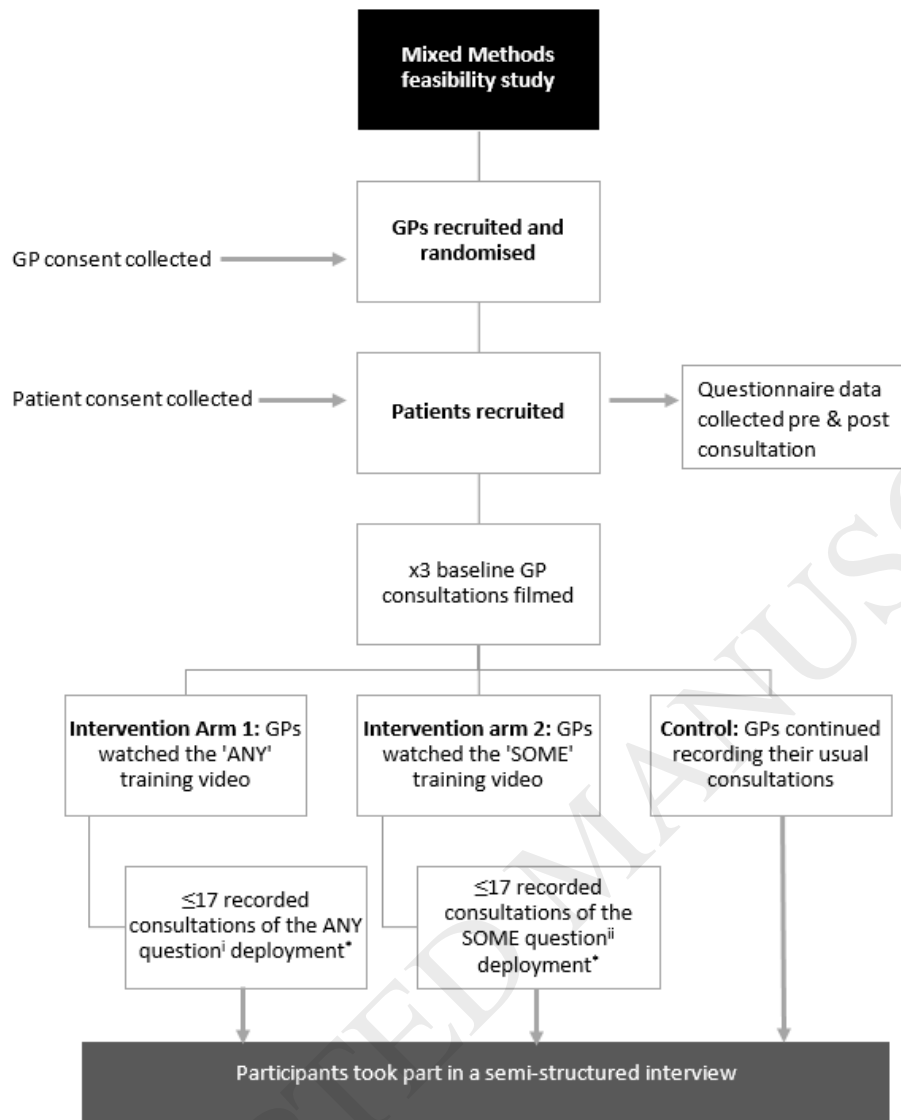 Mixed Methods
feasibility study
GPs recruited and
randomised
GP consent collected
Patient consent collected
Patients recruited
Questionnaire data
collected pre & post
consultation
x3 baseline GP
consultations filmed
Intervention Arm 1: GPs
watched the 'ANY'
training video
Intervention arm 2: GPs
watched the 'SOME'
training video
Control: GPs continued
recording their usual
consultations
≤17 recorded
consultations of the ANY
questionⁱ deployment*
≤17 recorded
consultations of the
SOME questionⁱⁱ
deployment*
Participants took part in a semi-structured interview